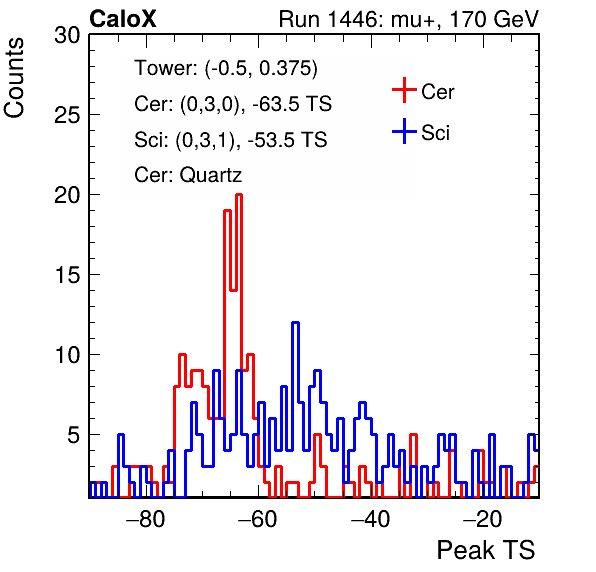 CaloX Run 1446: mu+, 170 GeV
Counts
30
25
20
15
10
5
Tower: (-0.5, 0.375)
Cer: (0,3,0), -63.5 TS
Sci: (0,3,1), -53.5 TS
Cer: Quartz
Cer
Sci
−80 −60 −40 −20
Peak TS